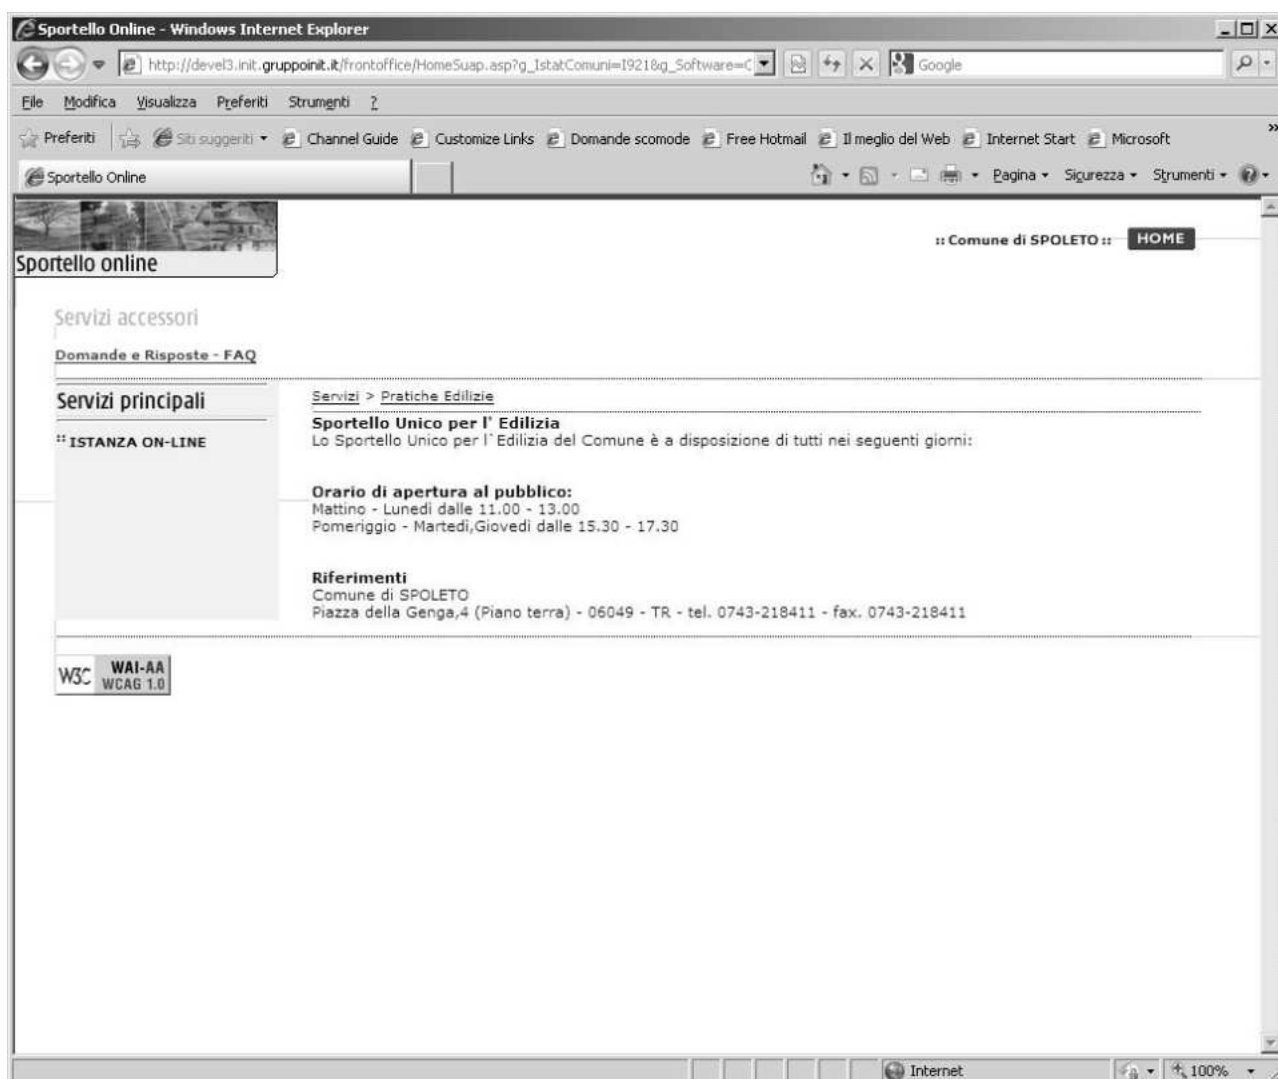 Sportello Online - Windows Internet Explorer
http://devel3.init.gruppoinit.it/frontoffice/HomeSuap.asp?g_IstatComuni=I921&g_Software=C
Google
File Modifica Visualizza Preferiti Strumenti ?
Preferiti Siti suggeriti Channel Guide Customize Links Domande scomode Free Hotmail Il meglio del Web Internet Start Microsoft »
Sportello Online
Pagina Sicurezza Strumenti
:: Comune di SPOLETO :: HOME
Sportello online
Servizi accessori
Domande e Risposte - FAQ
Servizi principali
:: ISTANZA ON-LINE
Servizi > Pratiche Edilizie
Sportello Unico per l' Edilizia
Lo Sportello Unico per l`Edilizia del Comune è a disposizione di tutti nei seguenti giorni:
Orario di apertura al pubblico:
Mattino - Lunedì dalle 11.00 - 13.00
Pomeriggio - Martedì,Giovedì dalle 15.30 - 17.30
Riferimenti
Comune di SPOLETO
Piazza della Genga,4 (Piano terra) - 06049 - TR - tel. 0743-218411 - fax. 0743-218411
W3C WAI-AA
WCAG 1.0
Internet 100%